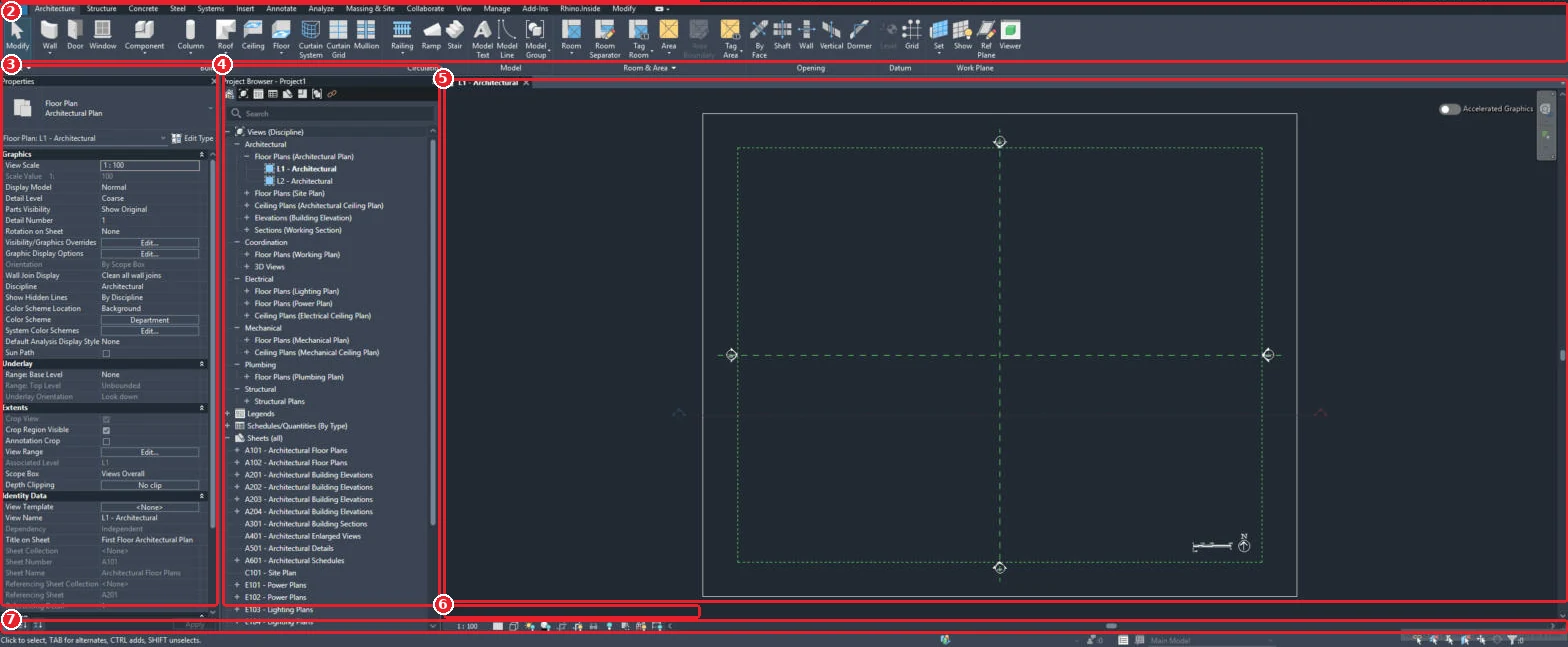 2
Architecture Structure Concrete Steel Systems Insert Annotate Analyze Massing & Site Collaborate View Manage Add-Ins Rhino.Inside Modify
Modify Wall Door Window Component Column Roof Ceiling Floor Curtain System Curtain Grid Mullion Railing Ramp Stair Model Text Model Line Model Group Room Room Separator Tag Room Area Area Boundary Tag Area By Face Shaft Wall Vertical Dormer Level Grid Set Show Ref Plane Viewer
Model Room & Area Opening Datum Work Plane
3
4
5
Properties
Floor Plan
Architectural Plan
Floor Plan: L1 - Architectural Edit Type
Graphics
View Scale 1 : 100
Scale Value 1: 100
Display Model Normal
Detail Level Coarse
Parts Visibility Show Original
Detail Number 1
Rotation on Sheet None
Visibility/Graphics Overrides Edit...
Graphic Display Options Edit...
Orientation By Scope Box
Wall Join Display Clean all wall joins
Discipline Architectural
Show Hidden Lines By Discipline
Color Scheme Location Background
Color Scheme Department
System Color Schemes Edit...
Default Analysis Display Style None
Sun Path
Underlay
Range: Base Level None
Range: Top Level Unbounded
Underlay Orientation Look down
Extents
Crop View
Crop Region Visible
Annotation Crop
View Range Edit...
Associated Level L1
Scope Box Views Overall
Depth Clipping No clip
Identity Data
View Template <None>
View Name L1 - Architectural
Dependency Independent
Title on Sheet First Floor Architectural Plan
Sheet Collection <None>
Sheet Number A101
Sheet Name Architectural Floor Plans
Referencing Sheet Collection <None>
Referencing Sheet A201
Apply
Project Browser - Project1
Search
Views (Discipline)
Architectural
Floor Plans (Architectural Plan)
L1 - Architectural
L2 - Architectural
Floor Plans (Site Plan)
Ceiling Plans (Architectural Ceiling Plan)
Elevations (Building Elevation)
Sections (Working Section)
Coordination
Floor Plans (Working Plan)
3D Views
Electrical
Floor Plans (Lighting Plan)
Floor Plans (Power Plan)
Ceiling Plans (Electrical Ceiling Plan)
Mechanical
Floor Plans (Mechanical Plan)
Ceiling Plans (Mechanical Ceiling Plan)
Plumbing
Floor Plans (Plumbing Plan)
Structural
Structural Plans
Legends
Schedules/Quantities (By Type)
Sheets (all)
A101 - Architectural Floor Plans
A102 - Architectural Floor Plans
A201 - Architectural Building Elevations
A202 - Architectural Building Elevations
A203 - Architectural Building Elevations
A204 - Architectural Building Elevations
A301 - Architectural Building Sections
A401 - Architectural Enlarged Views
A501 - Architectural Details
A601 - Architectural Schedules
C101 - Site Plan
E101 - Power Plans
E102 - Power Plans
E103 - Lighting Plans
E104 - Lighting Plans
L1 - Architectural
Accelerated Graphics
N
6
1 : 100
7
Click to select, TAB for alternates, CTRL adds, SHIFT unselects.
:0 Main Model :0